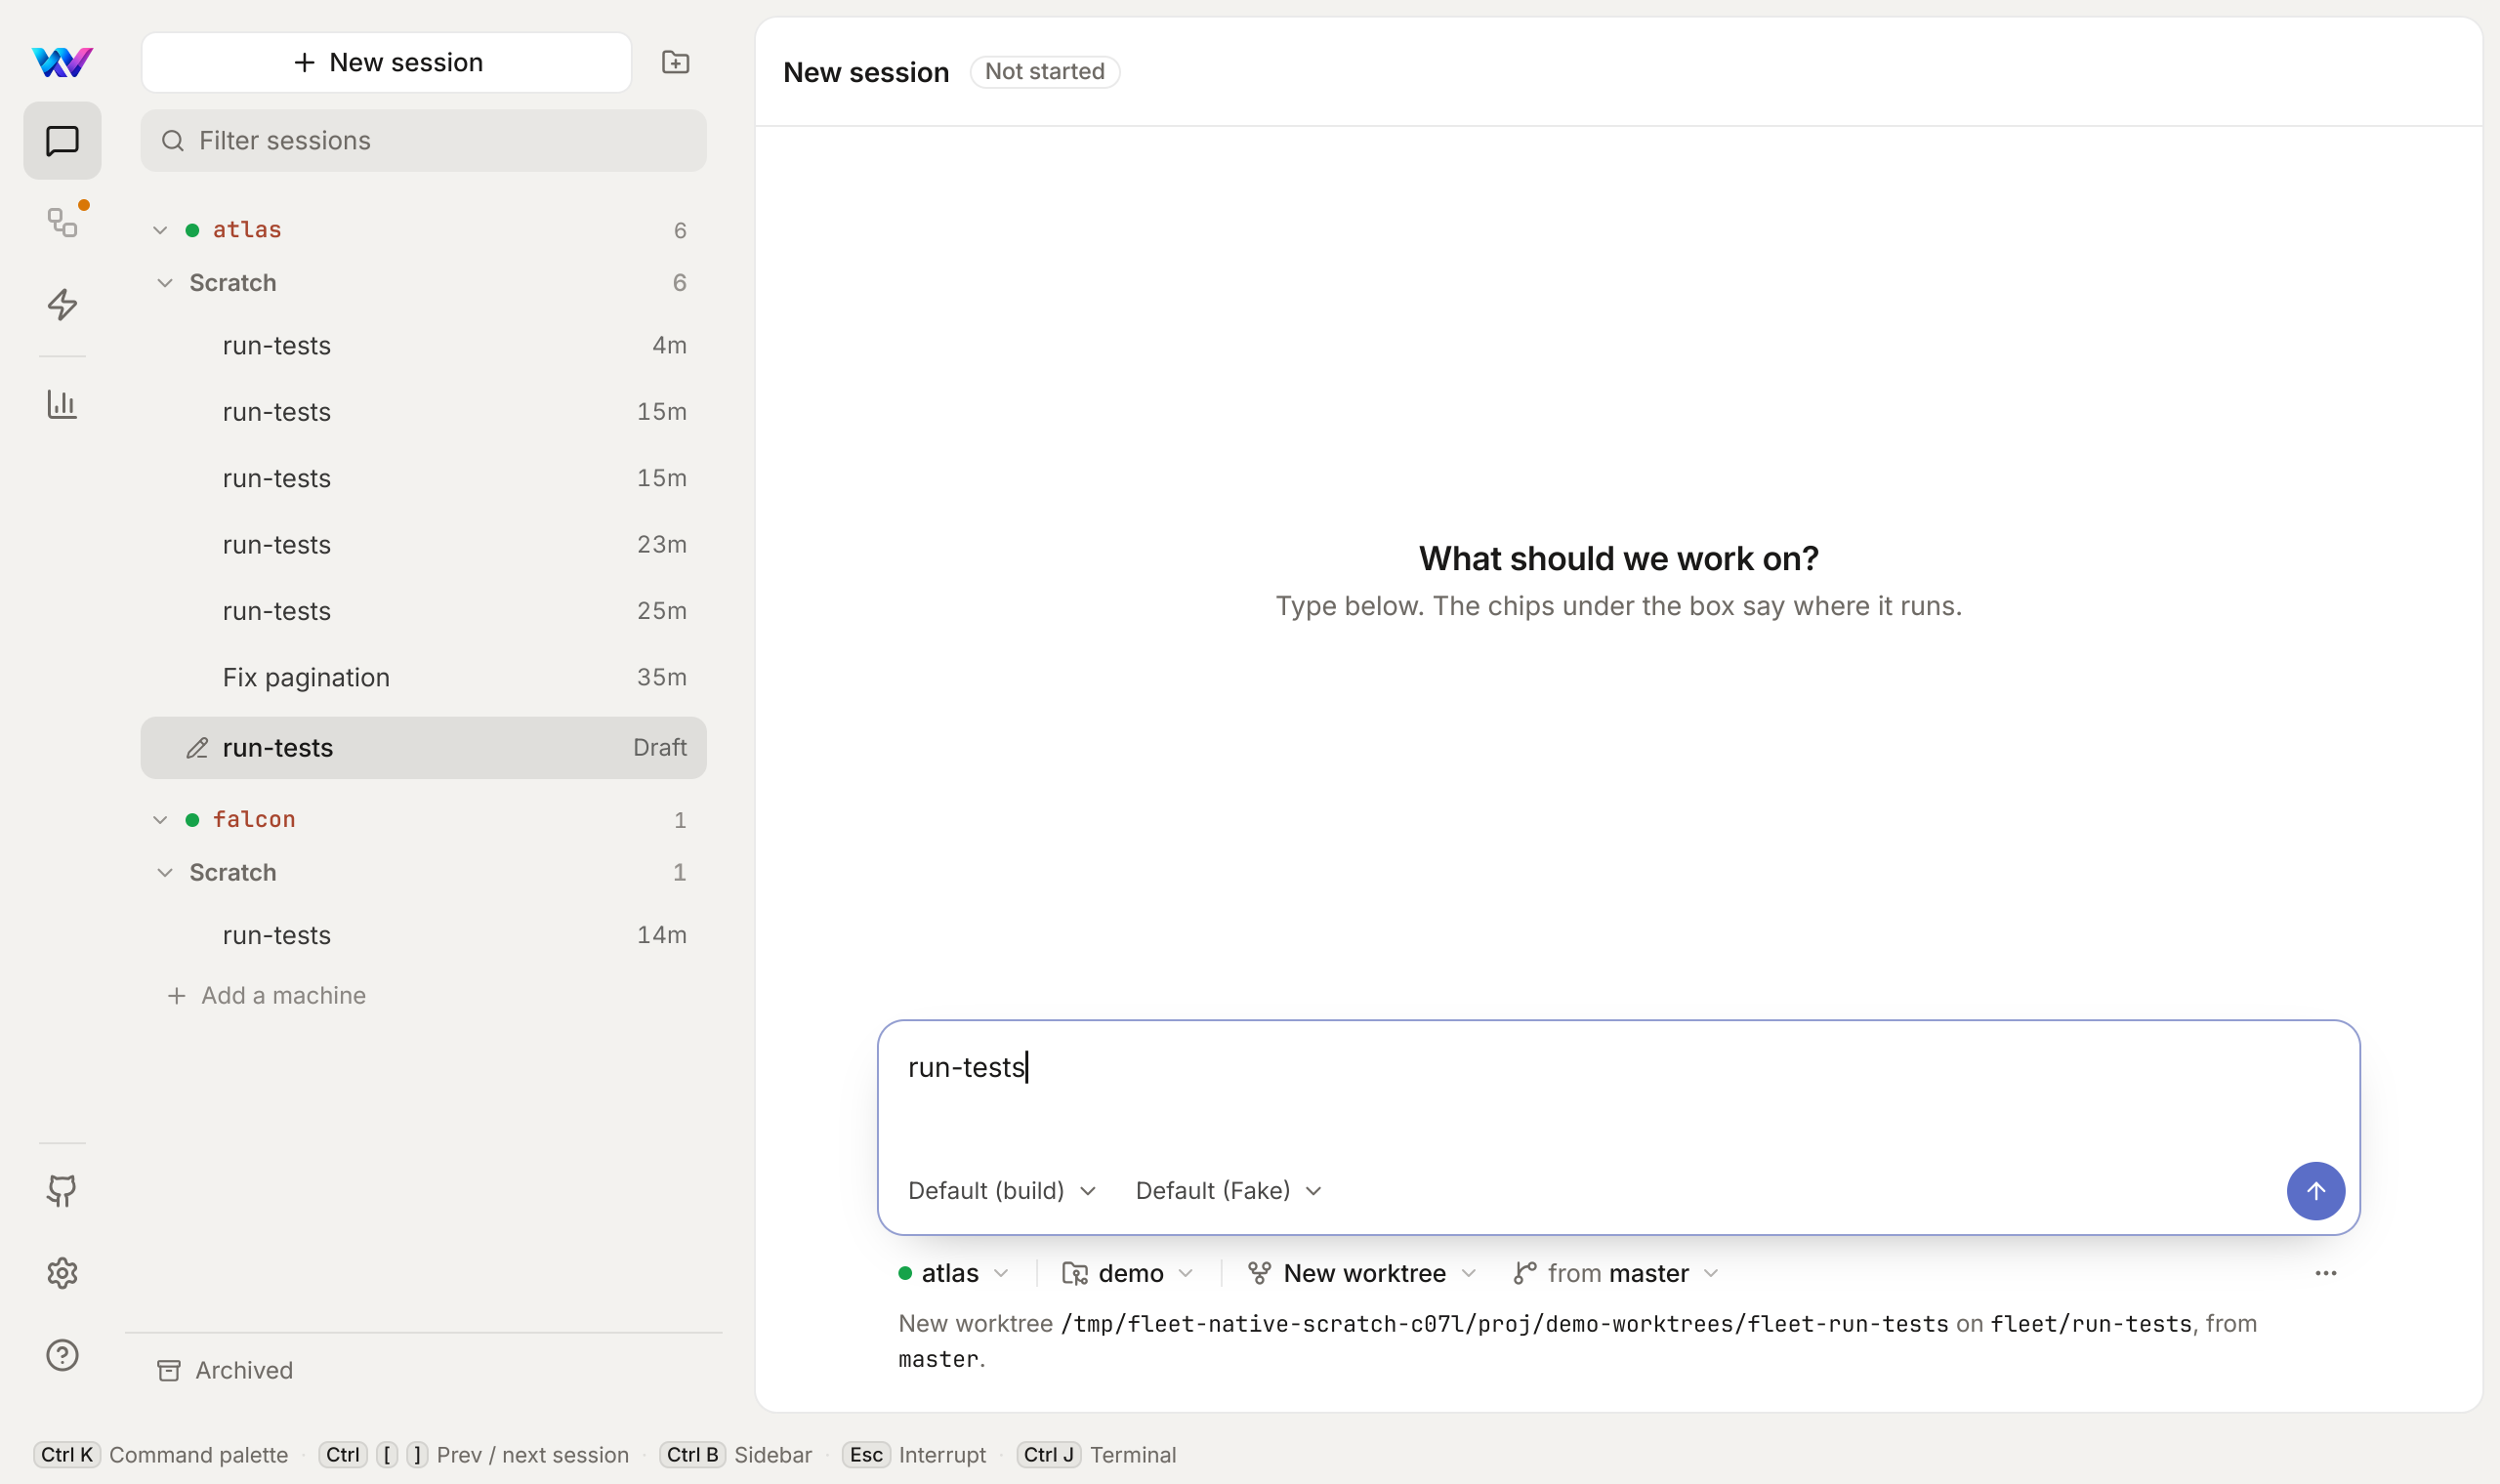 New session
Filter sessions
atlas 6
Scratch 6
run-tests 4m
run-tests 15m
run-tests 15m
run-tests 23m
run-tests 25m
Fix pagination 35m
run-tests Draft
falcon 1
Scratch 1
run-tests 14m
Add a machine
Archived
New session Not started
What should we work on?
Type below. The chips under the box say where it runs.
run-tests
Default (build) Default (Fake)
atlas demo New worktree from master
New worktree /tmp/fleet-native-scratch-c07l/proj/demo-worktrees/fleet-run-tests on fleet/run-tests, from
master.
Ctrl K Command palette · Ctrl [ ] Prev / next session · Ctrl B Sidebar · Esc Interrupt · Ctrl J Terminal